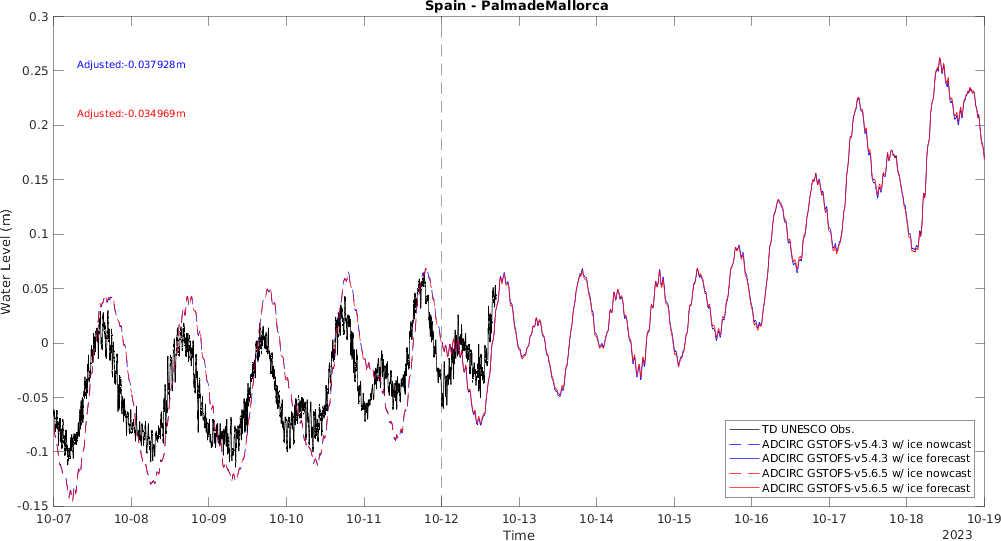 Spain - PalmadeMallorca
Adjusted:-0.037928m
Adjusted:-0.034969m
Water Level (m)
0.3
0.25
0.2
0.15
0.1
0.05
0
-0.05
-0.1
-0.15
TD UNESCO Obs.
ADCIRC GSTOFS-v5.4.3 w/ ice nowcast
ADCIRC GSTOFS-v5.4.3 w/ ice forecast
ADCIRC GSTOFS-v5.6.5 w/ ice nowcast
ADCIRC GSTOFS-v5.6.5 w/ ice forecast
10-07 10-08 10-09 10-10 10-11 10-12 10-13 10-14 10-15 10-16 10-17 10-18 10-19
Time
2023